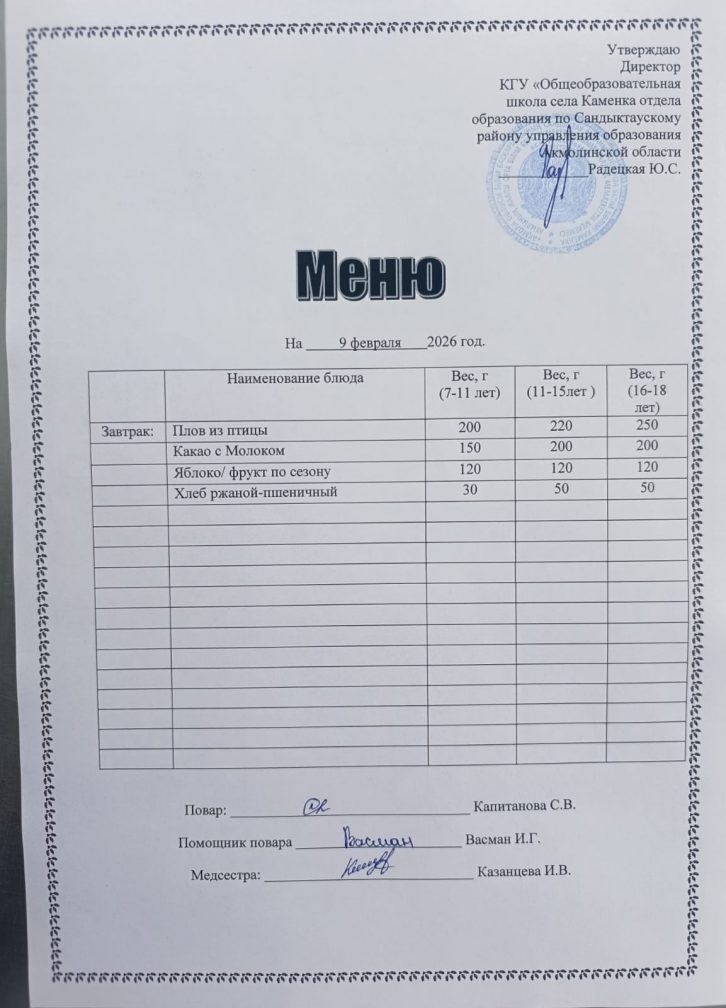 Утверждаю
Директор
КГУ «Общеобразовательная
школа села Каменка отдела
образования по Сандыктаускому
району управления образования
Акмолинской области
Радецкая Ю.С.
Меню
На 9 февраля 2026 год.
Наименование блюда Вес, г (7-11 лет) Вес, г (11-15лет ) Вес, г (16-18 лет)
Завтрак: Плов из птицы 200 220 250
Какао с Молоком 150 200 200
Яблоко/ фрукт по сезону 120 120 120
Хлеб ржаной-пшеничный 30 50 50
Повар: Капитанова С.В.
Помощник повара Васман Васман И.Г.
Медсестра: Казанцева И.В.